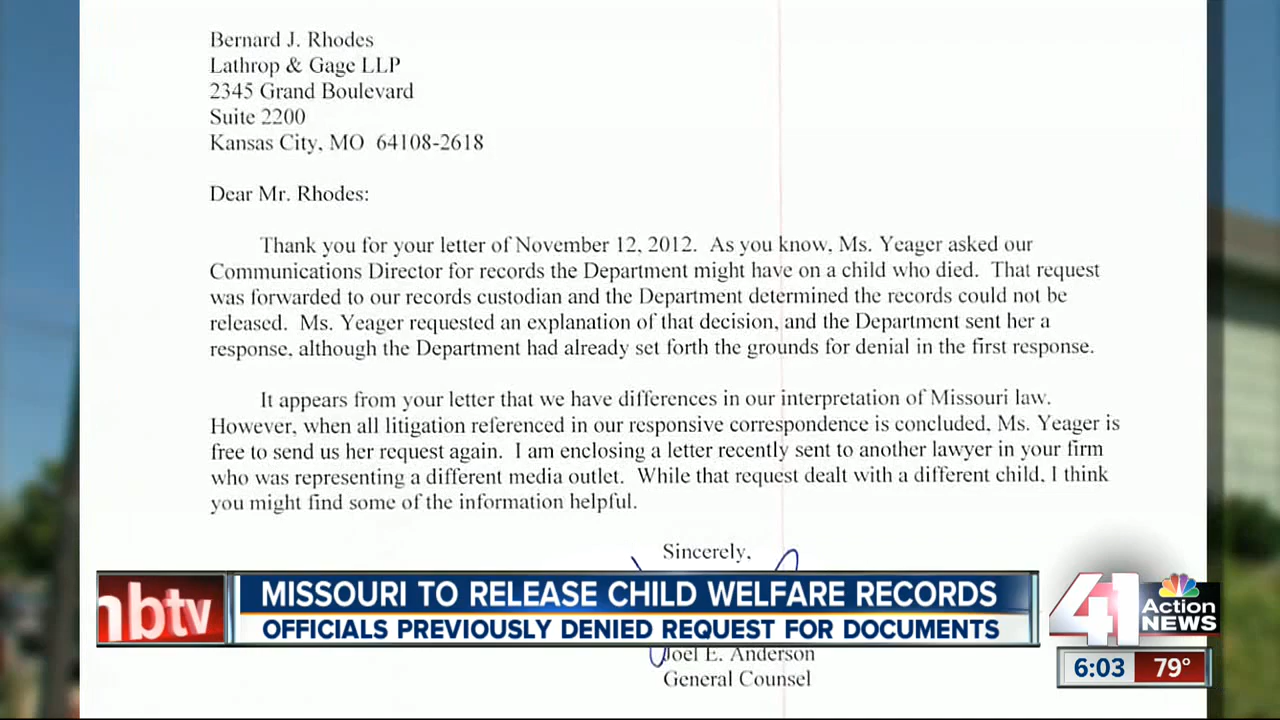 Bernard J. Rhodes
Lathrop & Gage LLP
2345 Grand Boulevard
Suite 2200
Kansas City, MO 64108-2618
Dear Mr. Rhodes:
Thank you for your letter of November 12, 2012. As you know, Ms. Yeager asked our
Communications Director for records the Department might have on a child who died. That request
was forwarded to our records custodian and the Department determined the records could not be
released. Ms. Yeager requested an explanation of that decision, and the Department sent her a
response, although the Department had already set forth the grounds for denial in the first response.
It appears from your letter that we have differences in our interpretation of Missouri law.
However, when all litigation referenced in our responsive correspondence is concluded, Ms. Yeager is
free to send us her request again. I am enclosing a letter recently sent to another lawyer in your firm
who was representing a different media outlet. While that request dealt with a different child, I think
you might find some of the information helpful.
Sincerely,
Joel E. Anderson
General Counsel
nbtv
MISSOURI TO RELEASE CHILD WELFARE RECORDS
OFFICIALS PREVIOUSLY DENIED REQUEST FOR DOCUMENTS
41
Action
NEWS
6:03 79°